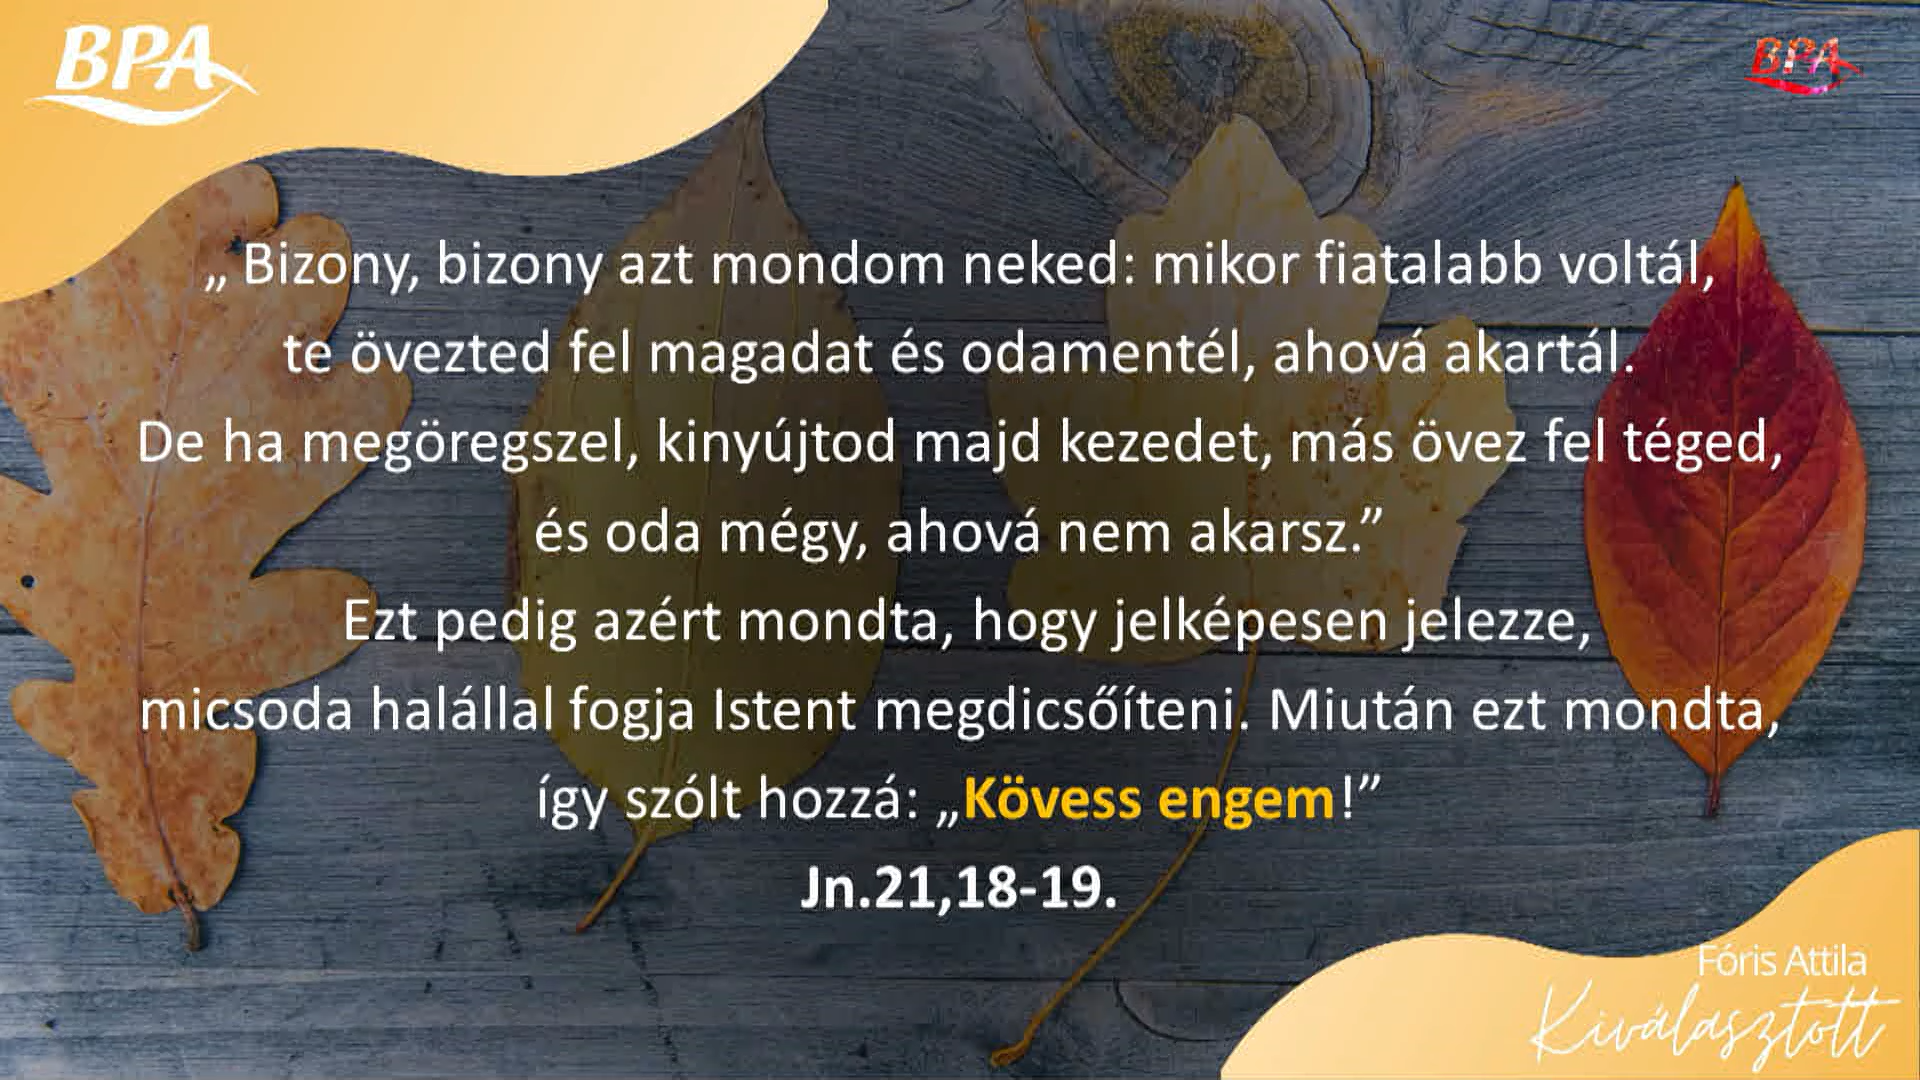 BPA
BPA
„ Bizony, bizony azt mondom neked: mikor fiatalabb voltál,
te övezted fel magadat és odamentél, ahová akartál.
De ha megöregszel, kinyújtod majd kezedet, más övez fel téged,
és oda mégy, ahová nem akarsz.”
Ezt pedig azért mondta, hogy jelképesen jelezze,
micsoda halállal fogja Istent megdicsőíteni. Miután ezt mondta,
így szólt hozzá: „Kövess engem!”
Jn.21,18-19.
Fóris Attila
Kiválasztott